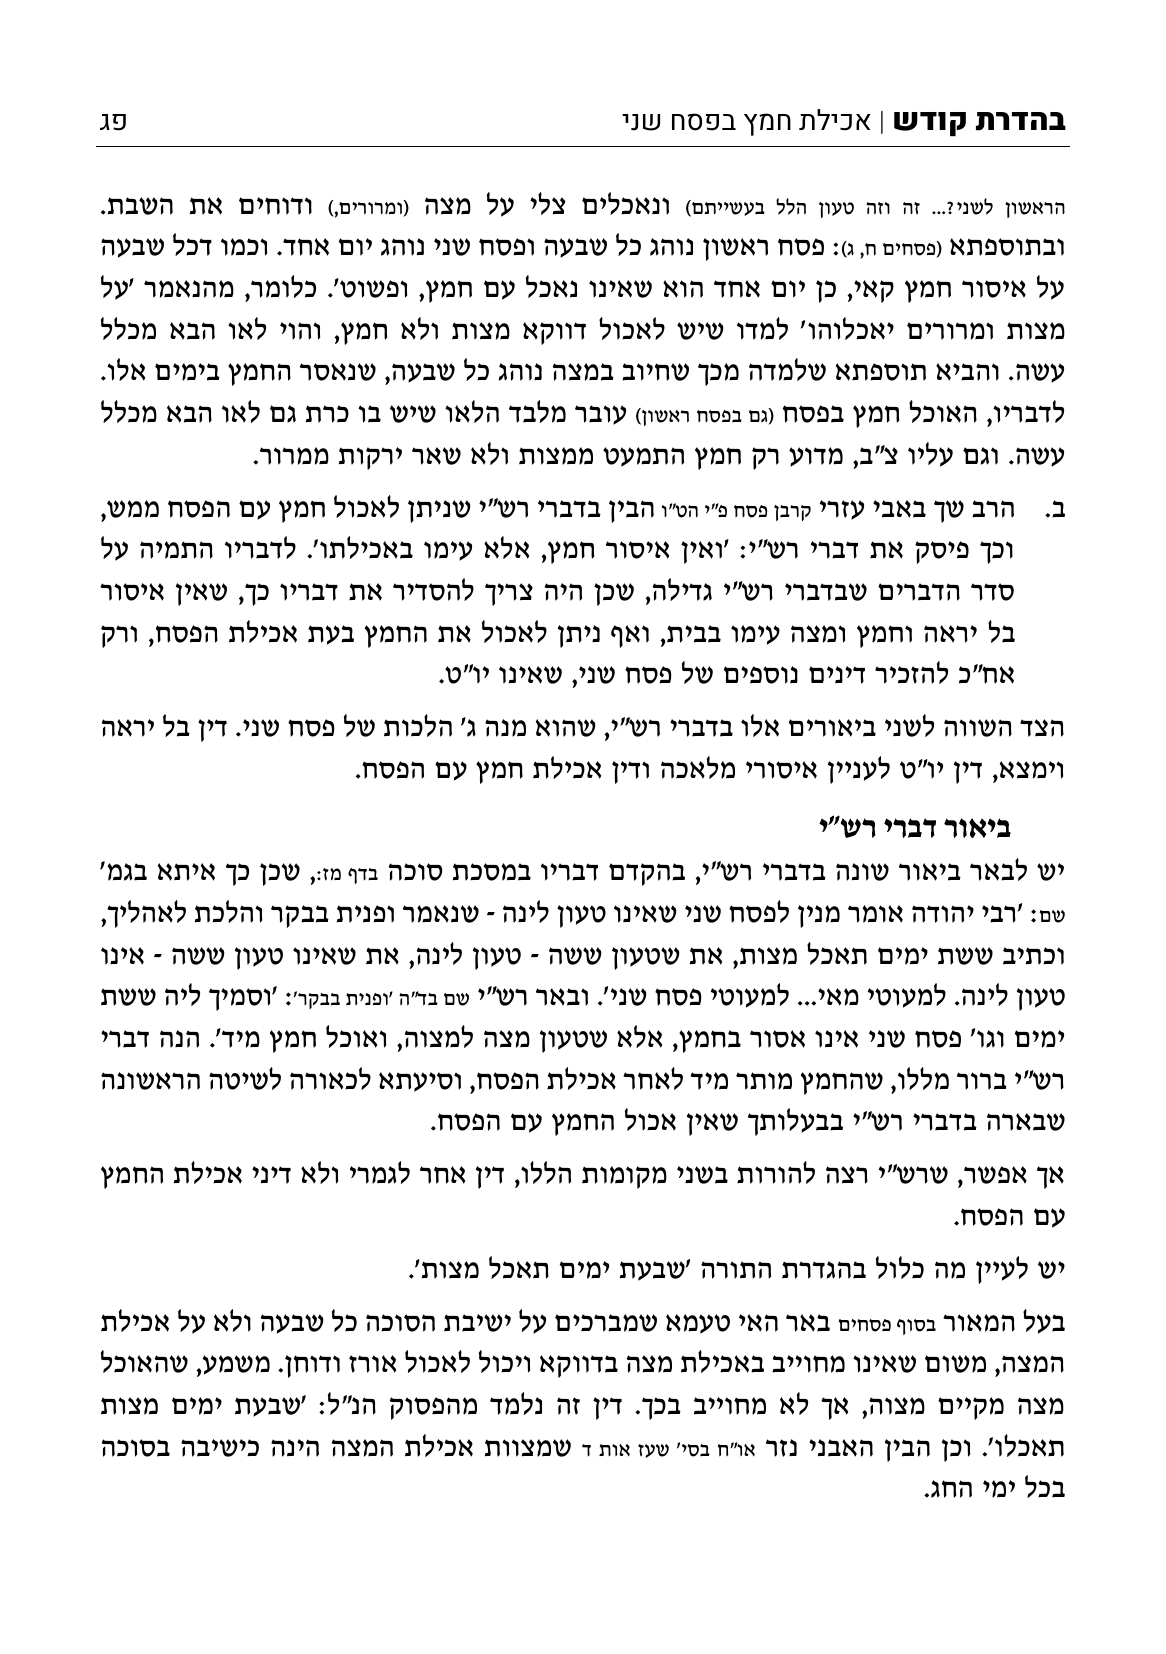 בהדרת קודש | אכילת חמץ בפסח שני פג
הראשון לשני?... זה וזה טעון הלל בעשייתם) ונאכלים צלי על מצה (ומרורים,) ודוחים את השבת.
ובתוספתא (פסחים ח, ג): פסח ראשון נוהג כל שבעה ופסח שני נוהג יום אחד. וכמו דכל שבעה
על איסור חמץ קאי, כן יום אחד הוא שאינו נאכל עם חמץ, ופשוט'. כלומר, מהנאמר 'על
מצות ומרורים יאכלוהו' למדו שיש לאכול דווקא מצות ולא חמץ, והוי לאו הבא מכלל
עשה. והביא תוספתא שלמדה מכך שחיוב במצה נוהג כל שבעה, שנאסר החמץ בימים אלו.
לדבריו, האוכל חמץ בפסח (גם בפסח ראשון) עובר מלבד הלאו שיש בו כרת גם לאו הבא מכלל
עשה. וגם עליו צ"ב, מדוע רק חמץ התמעט ממצות ולא שאר ירקות ממרור.
ב. הרב שך באבי עזרי קרבן פסח פ"י הט"ו הבין בדברי רש"י שניתן לאכול חמץ עם הפסח ממש,
וכך פיסק את דברי רש"י: 'ואין איסור חמץ, אלא עימו באכילתו'. לדבריו התמיה על
סדר הדברים שבדברי רש"י גדילה, שכן היה צריך להסדיר את דבריו כך, שאין איסור
בל יראה וחמץ ומצה עימו בבית, ואף ניתן לאכול את החמץ בעת אכילת הפסח, ורק
אח"כ להזכיר דינים נוספים של פסח שני, שאינו יו"ט.
הצד השווה לשני ביאורים אלו בדברי רש"י, שהוא מנה ג' הלכות של פסח שני. דין בל יראה
וימצא, דין יו"ט לעניין איסורי מלאכה ודין אכילת חמץ עם הפסח.
ביאור דברי רש"י
יש לבאר ביאור שונה בדברי רש"י, בהקדם דבריו במסכת סוכה בדף מז:, שכן כך איתא בגמ'
שם: 'רבי יהודה אומר מנין לפסח שני שאינו טעון לינה - שנאמר ופנית בבקר והלכת לאהליך,
וכתיב ששת ימים תאכל מצות, את שטעון ששה - טעון לינה, את שאינו טעון ששה - אינו
טעון לינה. למעוטי מאי... למעוטי פסח שני'. ובאר רש"י שם בד"ה 'ופנית בבקר': 'וסמיך ליה ששת
ימים וגו' פסח שני אינו אסור בחמץ, אלא שטעון מצה למצוה, ואוכל חמץ מיד'. הנה דברי
רש"י ברור מללו, שהחמץ מותר מיד לאחר אכילת הפסח, וסיעתא לכאורה לשיטה הראשונה
שבארה בדברי רש"י בבעלותך שאין אכול החמץ עם הפסח.
אך אפשר, שרש"י רצה להורות בשני מקומות הללו, דין אחר לגמרי ולא דיני אכילת החמץ
עם הפסח.
יש לעיין מה כלול בהגדרת התורה 'שבעת ימים תאכל מצות'.
בעל המאור בסוף פסחים באר האי טעמא שמברכים על ישיבת הסוכה כל שבעה ולא על אכילת
המצה, משום שאינו מחוייב באכילת מצה בדווקא ויכול לאכול אורז ודוחן. משמע, שהאוכל
מצה מקיים מצוה, אך לא מחוייב בכך. דין זה נלמד מהפסוק הנ"ל: 'שבעת ימים מצות
תאכלו'. וכן הבין האבני נזר או"ח בסי' שעז אות ד שמצוות אכילת המצה הינה כישיבה בסוכה
בכל ימי החג.